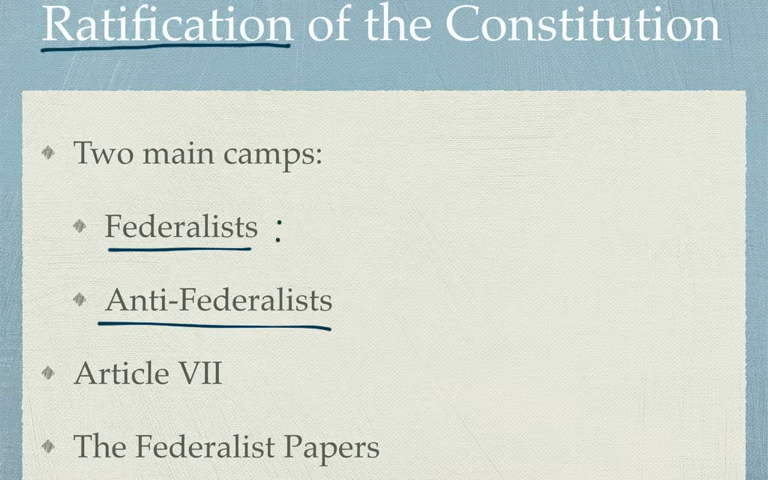 Ratification of the Constitution
Two main camps:
Federalists :
Anti-Federalists
Article VII
The Federalist Papers